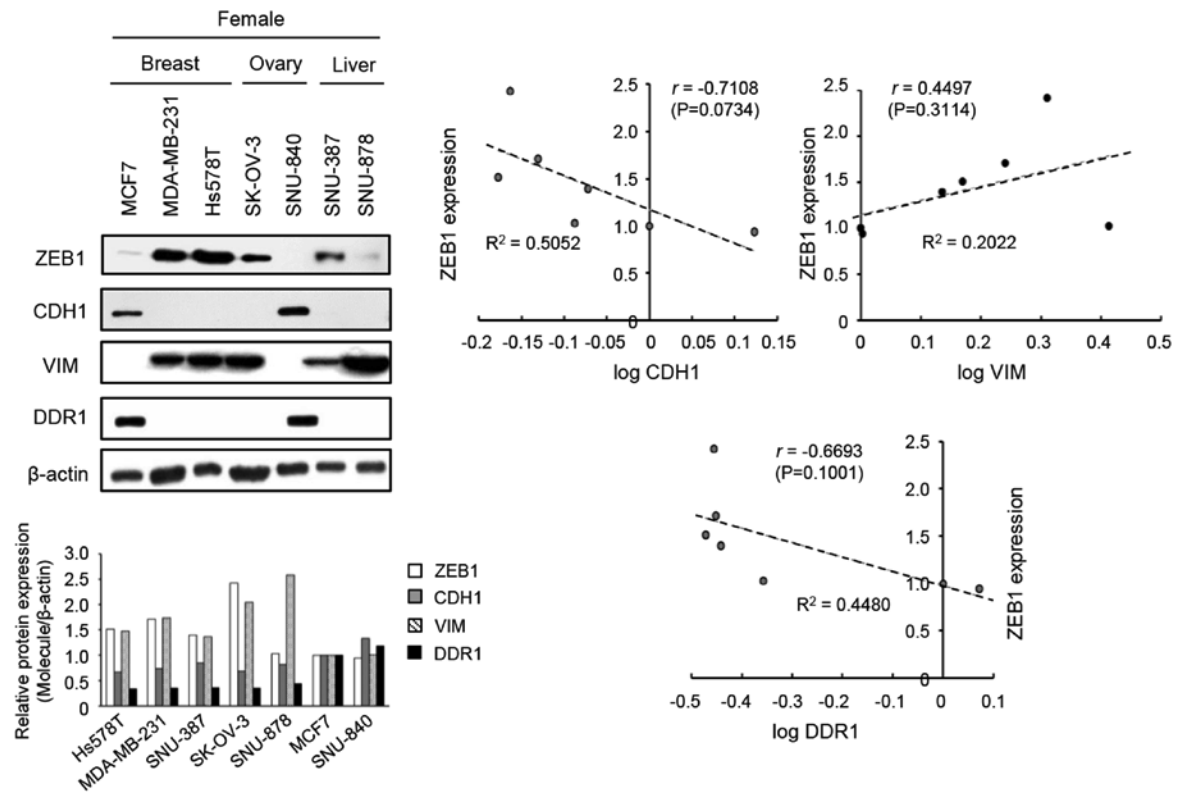 Female
Breast Ovary Liver
MCF7 MDA-MB-231 Hs578T SK-OV-3 SNU-840 SNU-387 SNU-878
ZEB1
CDH1
VIM
DDR1
β-actin
Relative protein expression
(Molecule/β-actin)
3.0
2.5
2.0
1.5
1.0
0.5
0
Hs578T MDA-MB-231 SNU-387 SK-OV-3 SNU-878 MCF7 SNU-840
ZEB1
CDH1
VIM
DDR1
ZEB1 expression
2.5
2.0
1.5
1.0
0.5
0
r = -0.7108
(P=0.0734)
R² = 0.5052
-0.2 -0.15 -0.1 -0.05 0 0.05 0.1 0.15
log CDH1
ZEB1 expression
2.5
2.0
1.5
1.0
0.5
0
r = 0.4497
(P=0.3114)
R² = 0.2022
0 0.1 0.2 0.3 0.4 0.5
log VIM
r = -0.6693
(P=0.1001)
R² = 0.4480
2.5
2.0
1.5
1.0
0.5
0
ZEB1 expression
-0.5 -0.4 -0.3 -0.2 -0.1 0 0.1
log DDR1